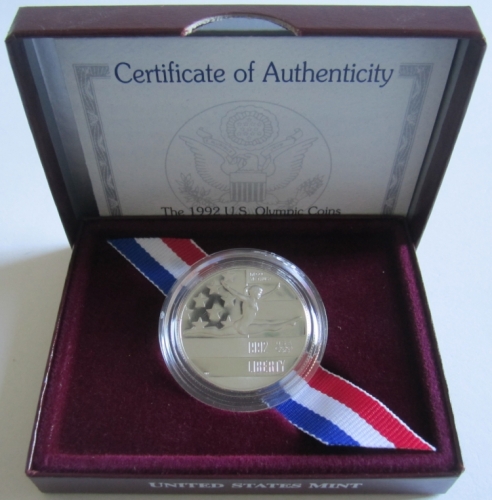 Certificate of Authenticity
The 1992 U.S. Olympic Coins
1992
LIBERTY
UNITED STATES MINT